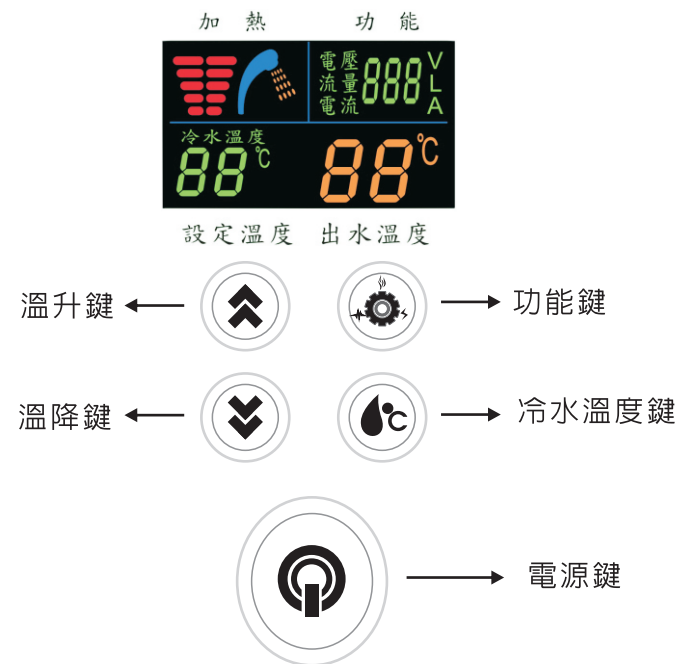 加熱 功能
電壓 888 V
流量 L
電流 A
冷水溫度
88℃ 88℃
設定溫度 出水溫度
溫升鍵 功能鍵
溫降鍵 °C 冷水溫度鍵
電源鍵